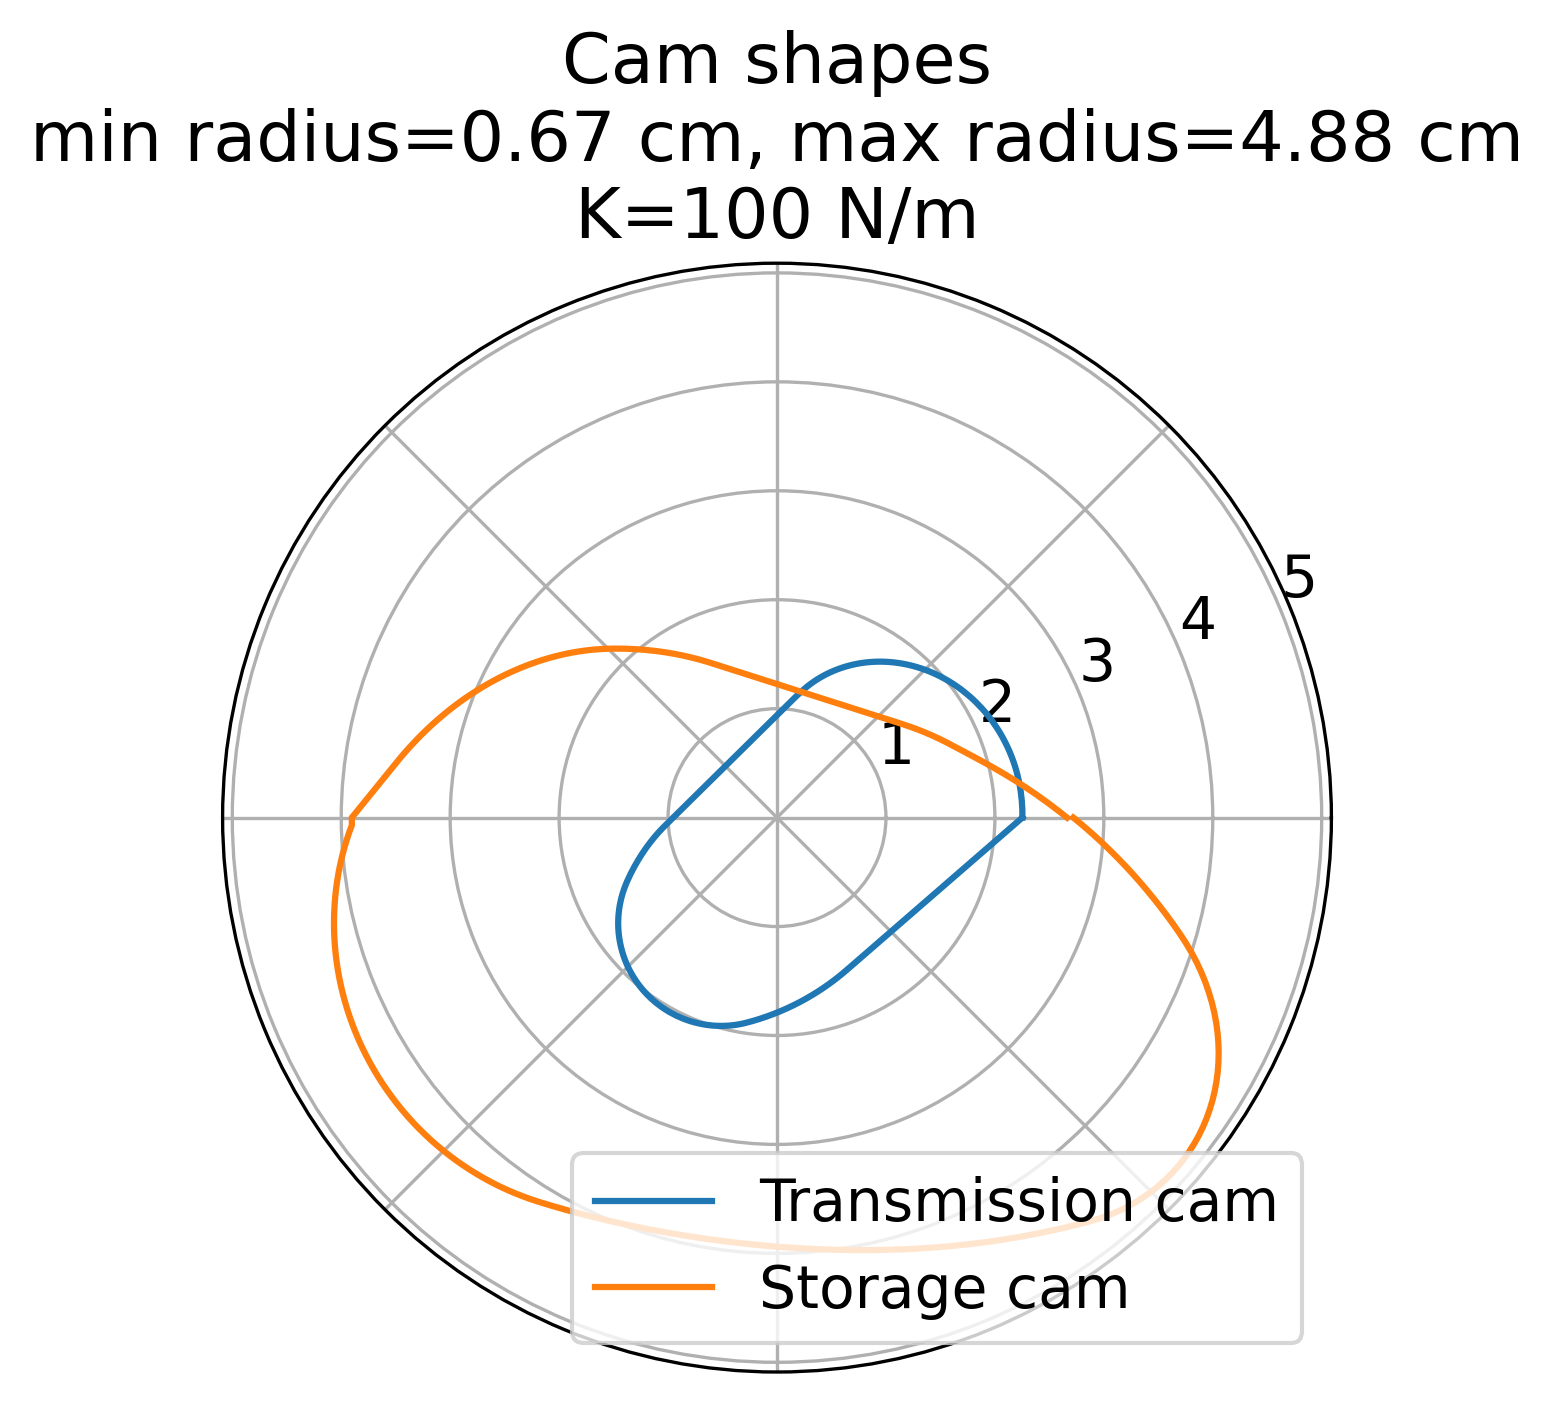 Cam shapes
min radius=0.67 cm, max radius=4.88 cm
K=100 N/m
5
4
3
2
1
Transmission cam
Storage cam